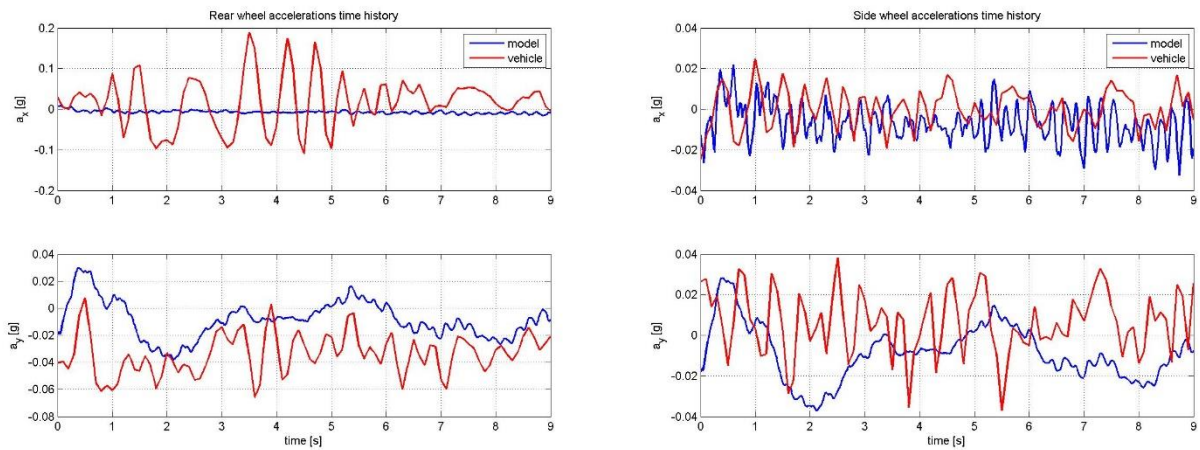 Rear wheel accelerations time history
0.2
0.1
0
-0.1
-0.2
a_x [g]
model
vehicle
0 1 2 3 4 5 6 7 8 9
0.04
0.02
0
-0.02
-0.04
-0.06
-0.08
a_y [g]
0 1 2 3 4 5 6 7 8 9
time [s]
Side wheel accelerations time history
0.04
0.02
0
-0.02
-0.04
a_x [g]
model
vehicle
0 1 2 3 4 5 6 7 8 9
0.04
0.02
0
-0.02
-0.04
a_y [g]
0 1 2 3 4 5 6 7 8 9
time [s]